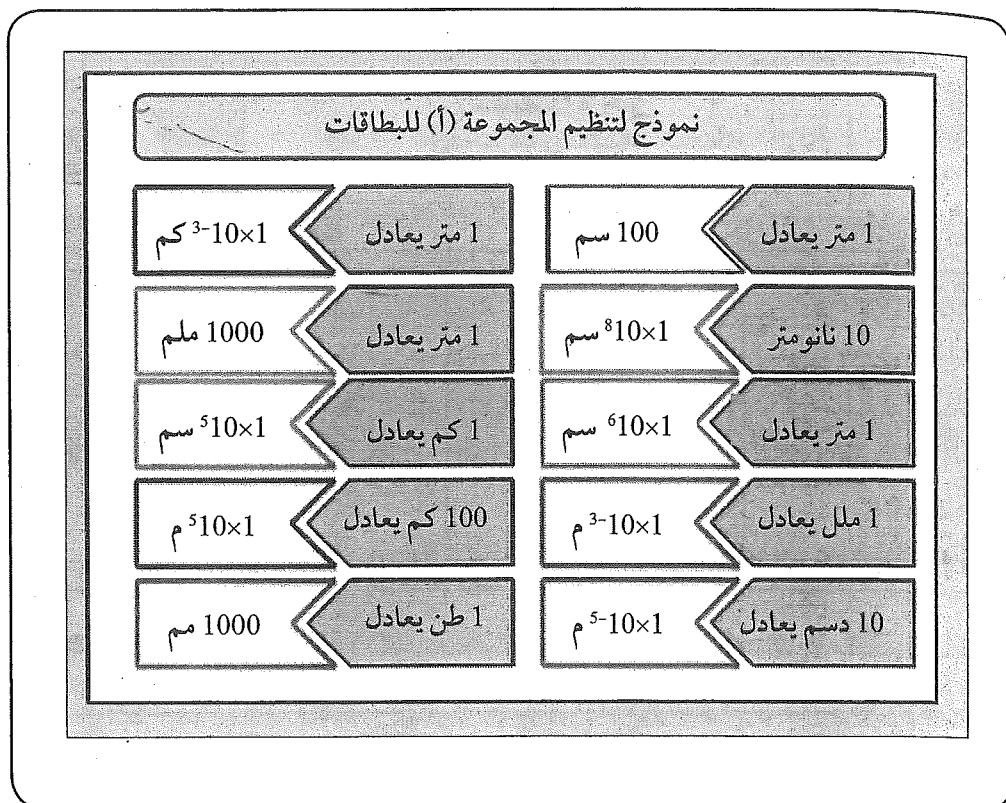 نموذج لتنظيم المجموعة (أ) للبطاقات
1 متر يعادل 100 سم
1 متر يعادل 1×10⁻³ كم
10 نانومتر 1×10⁸ سم
1 متر يعادل 1000 ملم
1 متر يعادل 1×10⁶ سم
1 كم يعادل 1×10⁵ سم
1 ملل يعادل 1×10⁻³ م
100 كم يعادل 1×10⁵ م
10 دسم يعادل 1×10⁻⁵ م
1 طن يعادل 1000 مم